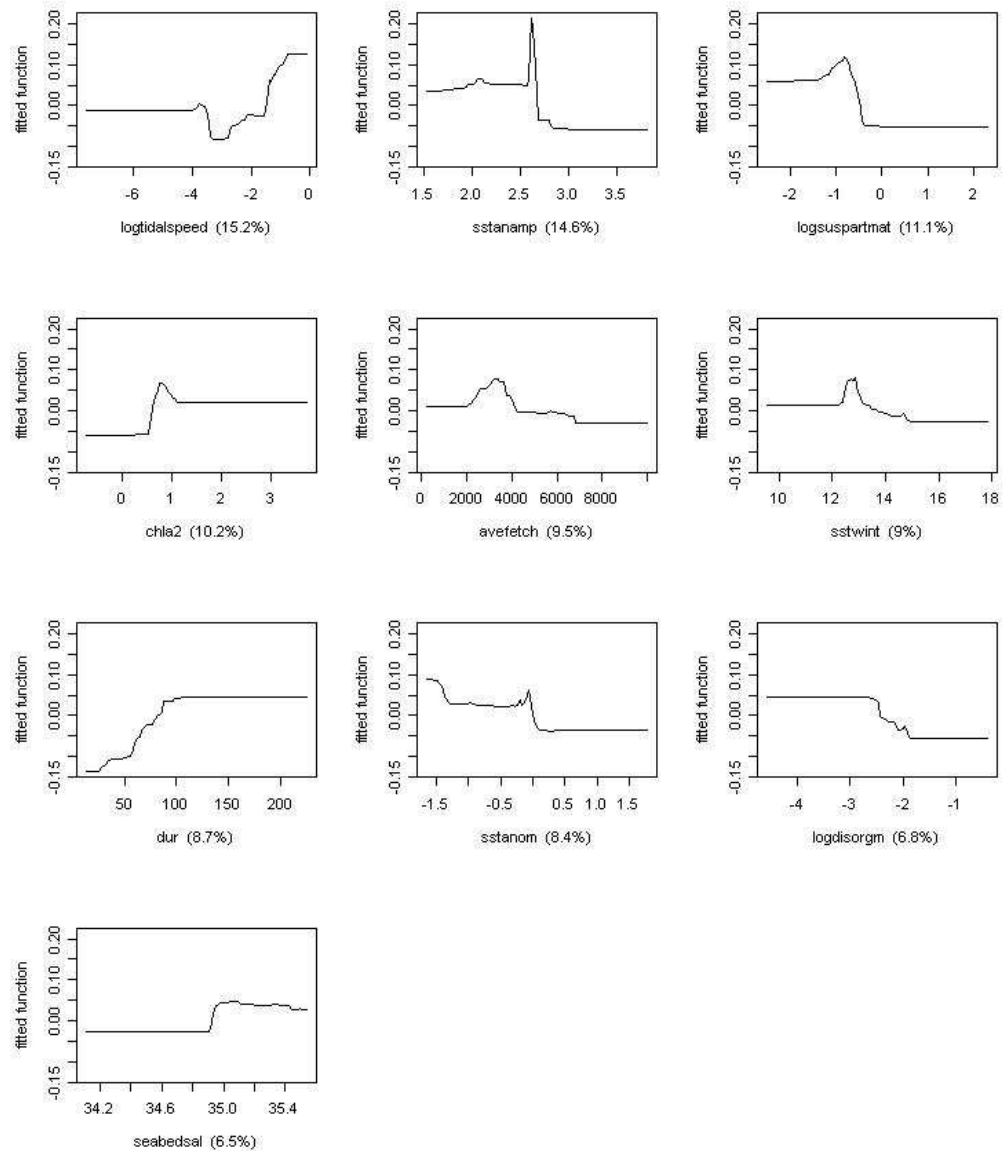 fitted function
0.20
0.10
0.00
-0.15
-6 -4 -2 0
logtidalspeed (15.2%)
fitted function
0.20
0.10
0.00
-0.15
1.5 2.0 2.5 3.0 3.5
sstanamp (14.6%)
fitted function
0.20
0.10
0.00
-0.15
-2 -1 0 1 2
logsuspartmat (11.1%)
fitted function
0.20
0.10
0.00
-0.15
0 1 2 3
chla2 (10.2%)
fitted function
0.20
0.10
0.00
-0.15
0 2000 4000 6000 8000
avefetch (9.5%)
fitted function
0.20
0.10
0.00
-0.15
10 12 14 16 18
sstwint (9%)
fitted function
0.20
0.10
0.00
-0.15
50 100 150 200
dur (8.7%)
fitted function
0.20
0.10
0.00
-0.15
-1.5 -0.5 0.5 1.0 1.5
sstanom (8.4%)
fitted function
0.20
0.10
0.00
-0.15
-4 -3 -2 -1
logdisorgm (6.8%)
fitted function
0.20
0.10
0.00
-0.15
34.2 34.6 35.0 35.4
seabedsal (6.5%)